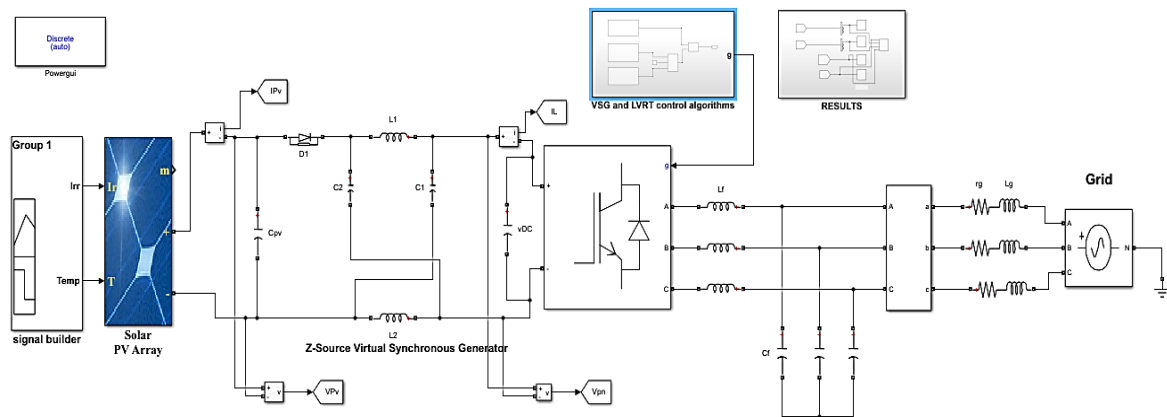 Discrete
(auto)
Powergui
Group 1
Irr
Temp
signal builder
Ir
T
m
+
-
Solar
PV Array
IPv
i
+
-
D1
L1
C2
C1
Cpv
L2
Z-Source Virtual Synchronous Generator
+
-
v
VPv
IL
i
+
-
vDC
+
-
v
Vpn
g
VSG and LVRT control algorithms
RESULTS
g
+
-
A
B
C
Lf
Cf
A
B
C
a
b
c
rg
Lg
Grid
A
B
C
+
N